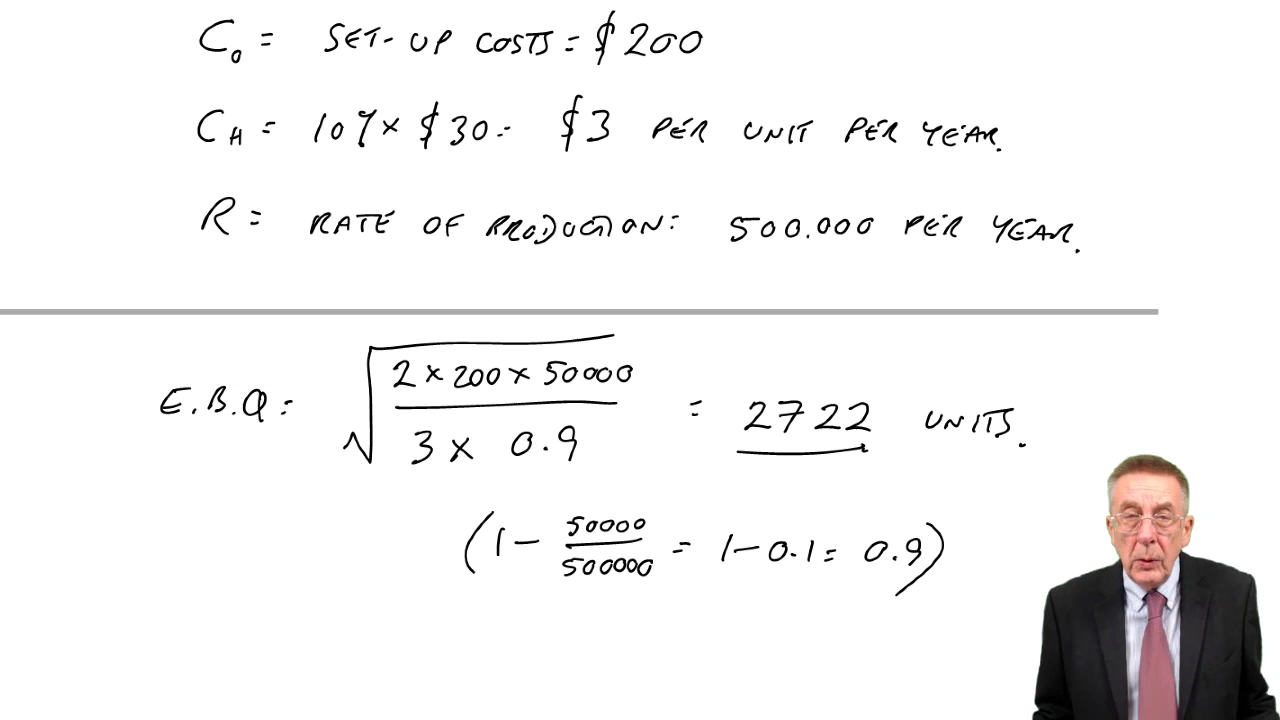 C₀ = SET-UP COSTS = $200
C_H = 10% × $30 = $3 PER UNIT PER YEAR.
R = RATE OF PRODUCTION = 500.000 PER YEAR.
E.B.Q = √((2 × 200 × 50000) / (3 × 0.9)) = 2722 UNITS.
(1 - 50000/500000 = 1 - 0.1 = 0.9)